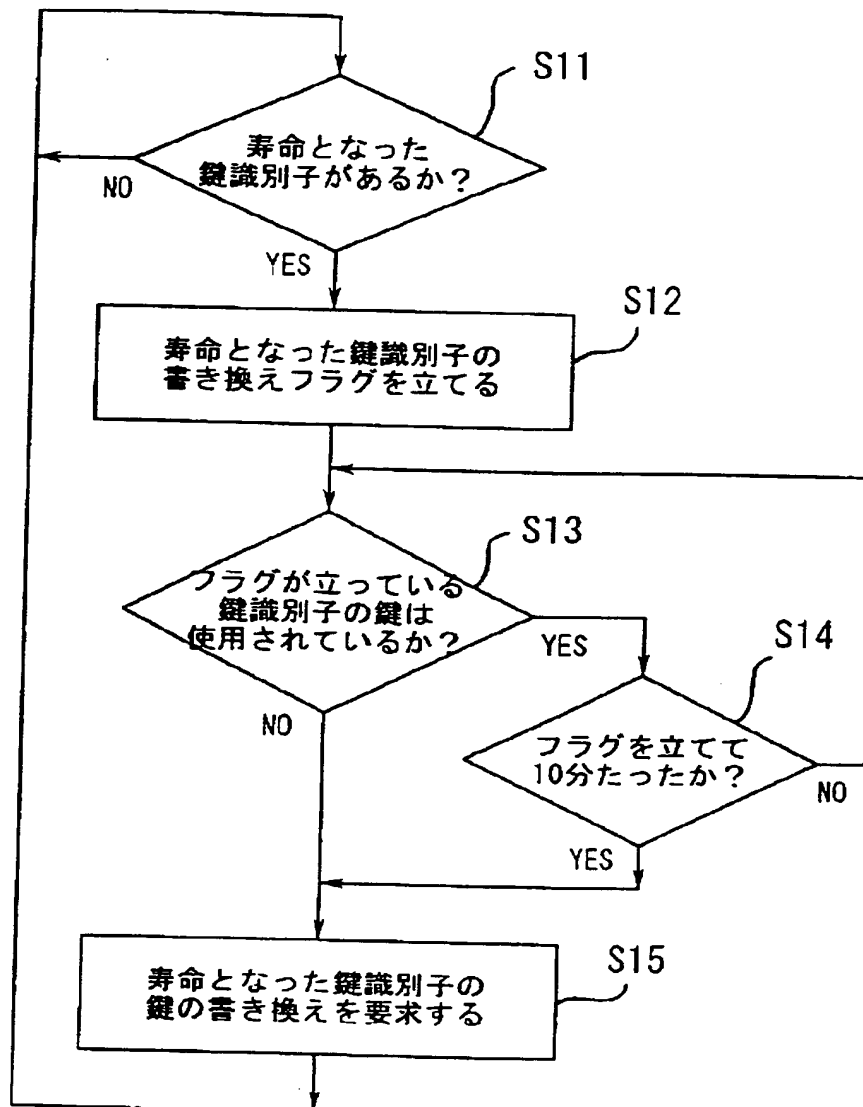 S11
寿命となった
鍵識別子があるか?
NO
YES
S12
寿命となった鍵識別子の
書き換えフラグを立てる
S13
フラグが立っている
鍵識別子の鍵は
使用されているか?
YES
S14
NO
フラグを立てて
10分たったか?
NO
YES
S15
寿命となった鍵識別子の
鍵の書き換えを要求する